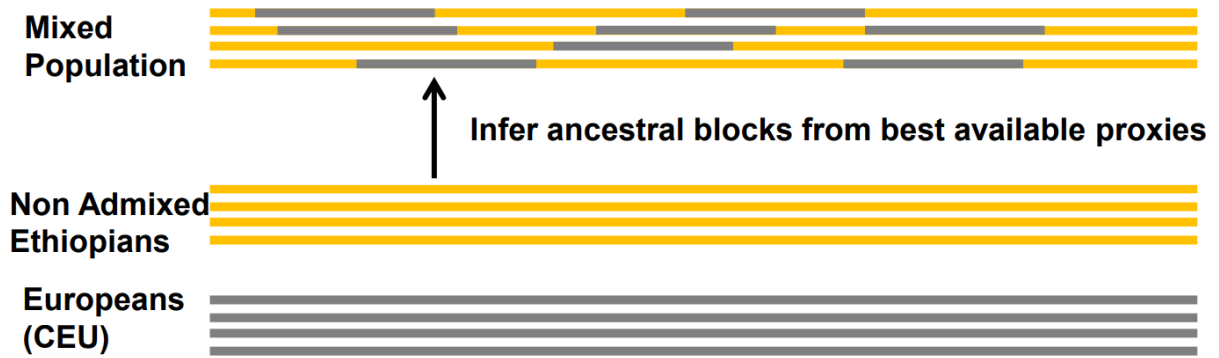 Mixed
Population
Infer ancestral blocks from best available proxies
Non Admixed
Ethiopians
Europeans
(CEU)